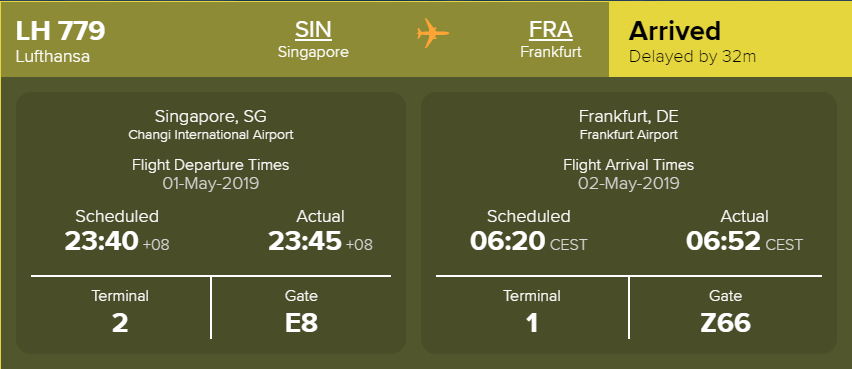 LH 779
Lufthansa
SIN
Singapore
FRA
Frankfurt
Arrived
Delayed by 32m
Singapore, SG
Changi International Airport
Flight Departure Times
01-May-2019
Scheduled
23:40 +08
Actual
23:45 +08
Terminal
2
Gate
E8
Frankfurt, DE
Frankfurt Airport
Flight Arrival Times
02-May-2019
Scheduled
06:20 CEST
Actual
06:52 CEST
Terminal
1
Gate
Z66